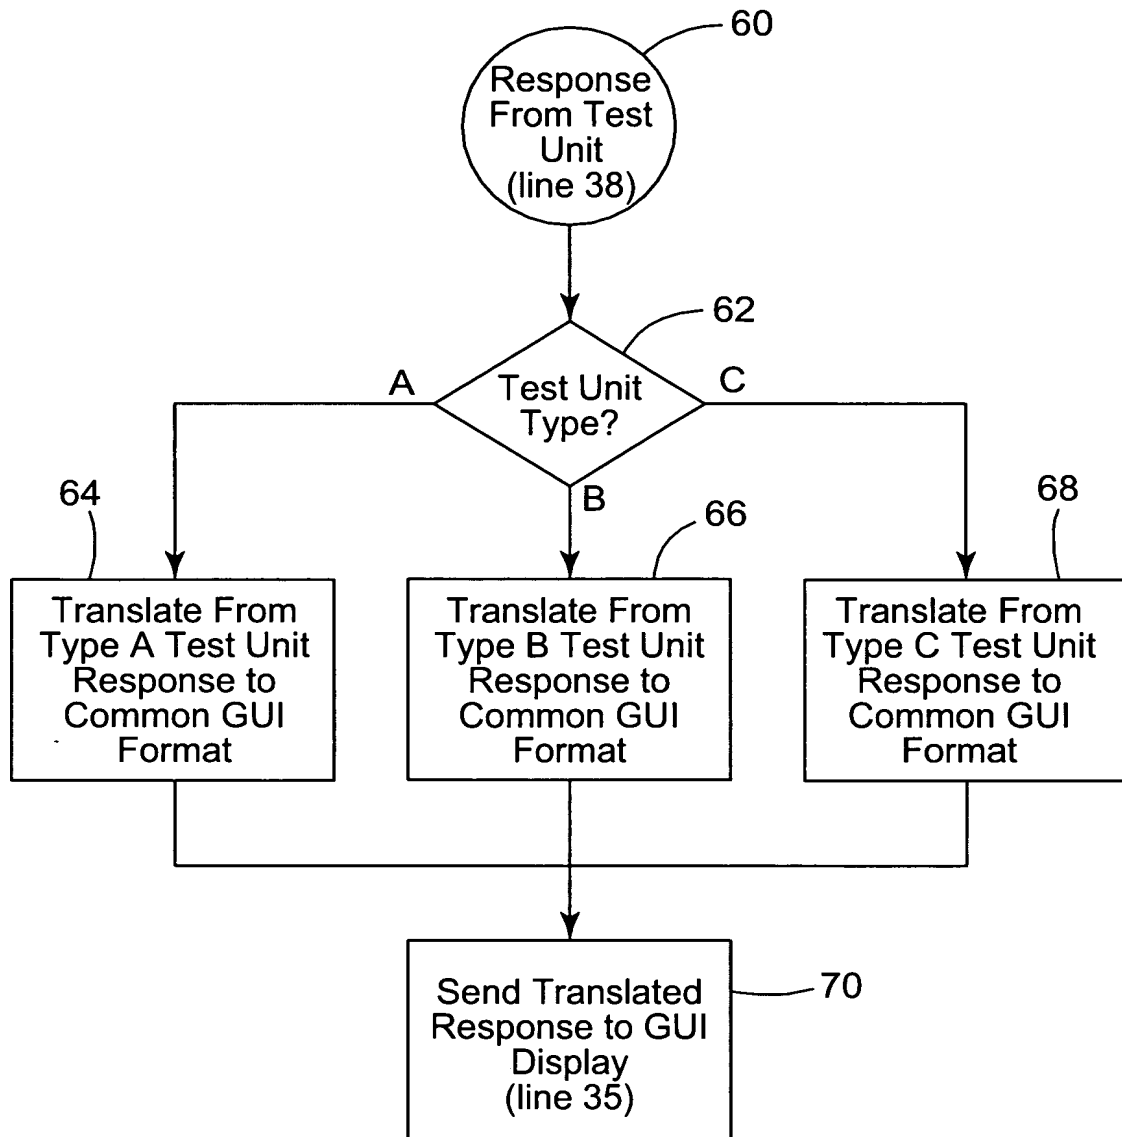 60
Response
From Test
Unit
(line 38)
62
A
Test Unit
Type?
C
B
64
66
68
Translate From
Type A Test Unit
Response to
Common GUI
Format
Translate From
Type B Test Unit
Response to
Common GUI
Format
Translate From
Type C Test Unit
Response to
Common GUI
Format
Send Translated
Response to GUI
Display
(line 35)
70